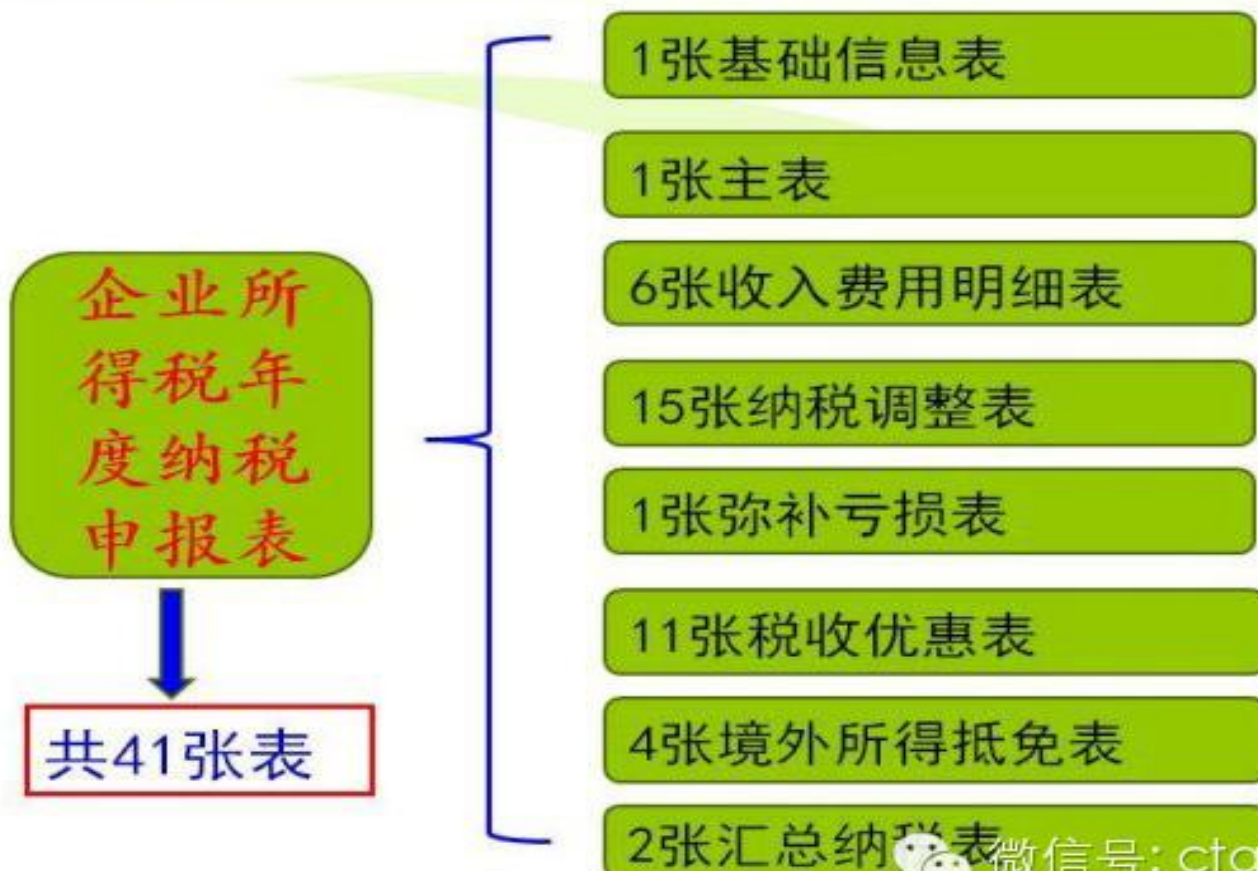 企业所
得税年
度纳税
申报表
共41张表
1张基础信息表
1张主表
6张收入费用明细表
15张纳税调整表
1张弥补亏损表
11张税收优惠表
4张境外所得抵免表
2张汇总纳税表
微信号: cta